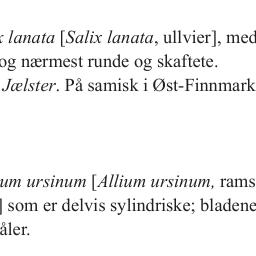 lanata [Salix lanata, ullvier], med
og nærmest runde og skaftete.
Jælster. På samisk i Øst-Finnmark
ursinum [Allium ursinum, rams
] som er delvis sylindriske; bladene
åler.